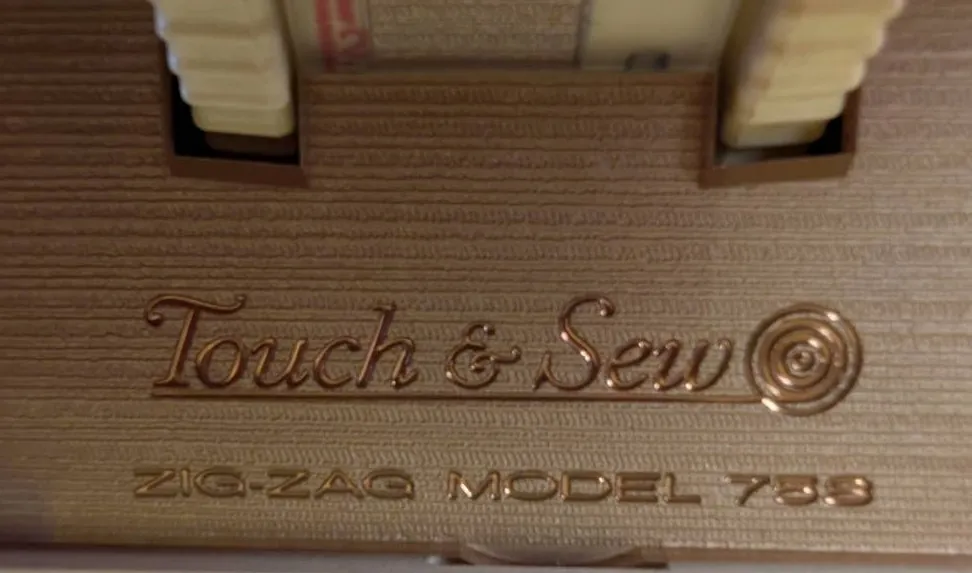 Touch & Sew
ZIG-ZAG MODEL 758